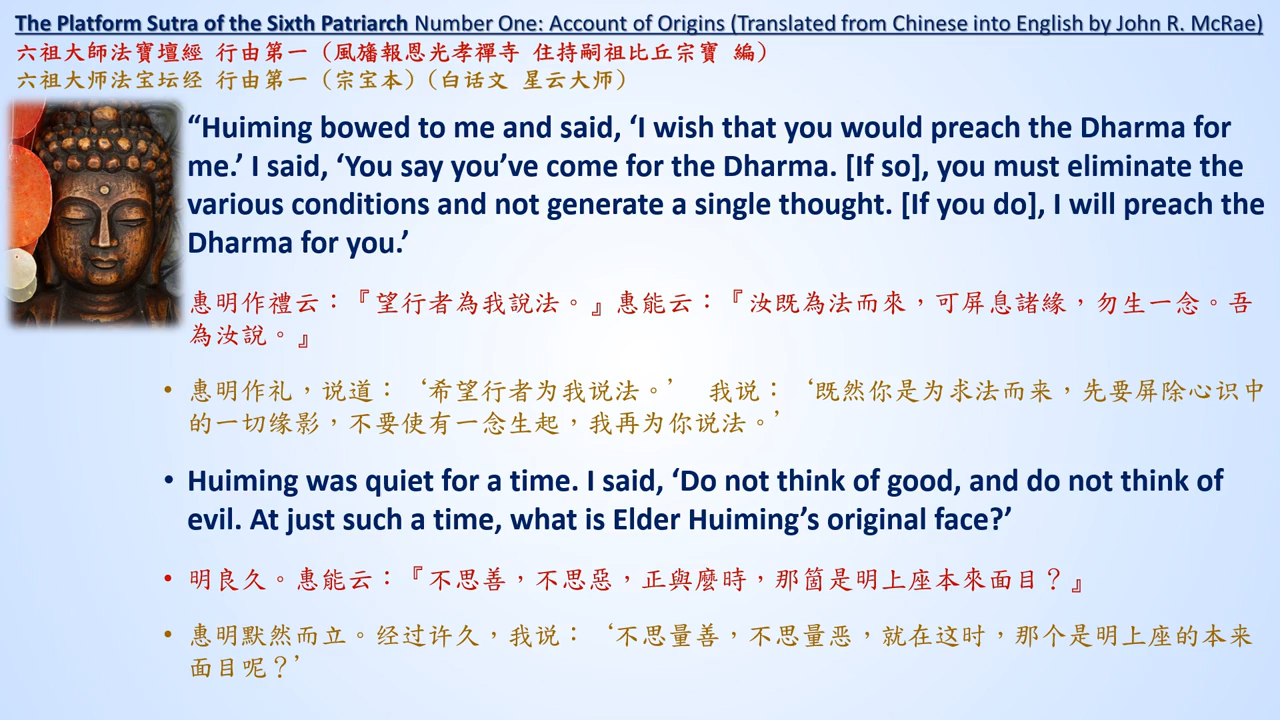 The Platform Sutra of the Sixth Patriarch Number One: Account of Origins (Translated from Chinese into English by John R. McRae)
六祖大師法寶壇經 行由第一 (風旛報恩光孝禪寺 住持嗣祖比丘宗寶 編)
六祖大师法宝坛经 行由第一 (宗宝本) (白话文 星云大师)
“Huiming bowed to me and said, ‘I wish that you would preach the Dharma for
me.’ I said, ‘You say you’ve come for the Dharma. [If so], you must eliminate the
various conditions and not generate a single thought. [If you do], I will preach the
Dharma for you.’
惠明作禮云：『望行者為我說法。』惠能云：『汝既為法而來，可屏息諸緣，勿生一念。吾
為汝說。』
• 惠明作礼，说道：‘希望行者为我说法。’ 我说：‘既然你是为求法而来，先要屏除心识中
的一切缘影，不要使有一念生起，我再为你说法。’
• Huiming was quiet for a time. I said, ‘Do not think of good, and do not think of
evil. At just such a time, what is Elder Huiming’s original face?’
• 明良久。惠能云：『不思善，不思惡，正與麼時，那箇是明上座本來面目？』
• 惠明默然而立。经过许久，我说：‘不思量善，不思量恶，就在这时，那个是明上座的本来
面目呢？’